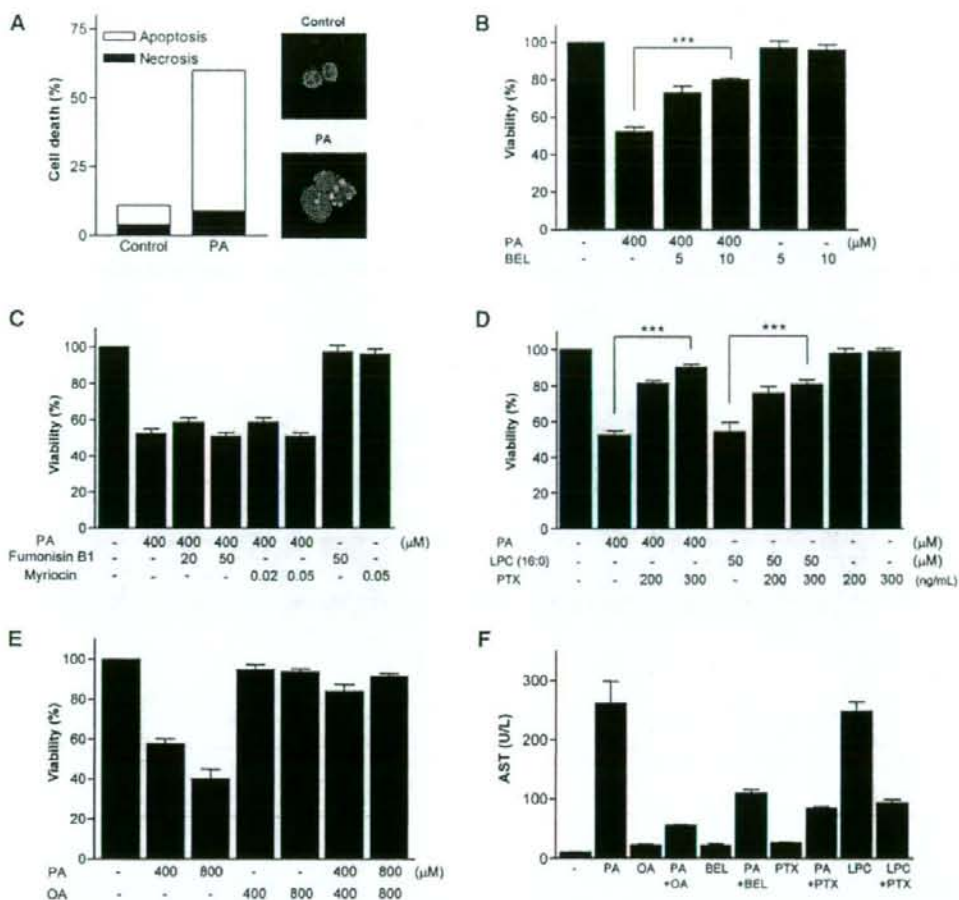 A
Cell death (%)
75
50
25
0
Apoptosis
Necrosis
Control
PA
Control
PA
B
Viability (%)
100
80
60
40
20
0
PA - 400 400 400 - - (µM)
BEL - - 5 10 5 10
C
Viability (%)
100
80
60
40
20
0
PA - 400 400 400 400 400 - - (µM)
Fumonisin B1 - - 20 50 - - 50 -
Myriocin - - - - 0.02 0.05 - 0.05
D
Viability (%)
100
80
60
40
20
0
*** ***
PA - 400 400 400 - - - - - (µM)
LPC (16:0) - - - - 50 50 50 - - (µM)
PTX - - 200 300 - 200 300 200 300 (ng/mL)
***
E
Viability (%)
100
80
60
40
20
0
PA - 400 800 - - 400 800 (µM)
OA - - - 400 800 400 800
F
AST (U/L)
300
200
100
0
- PA OA PA +OA BEL PA +BEL PTX PA +PTX LPC LPC +PTX